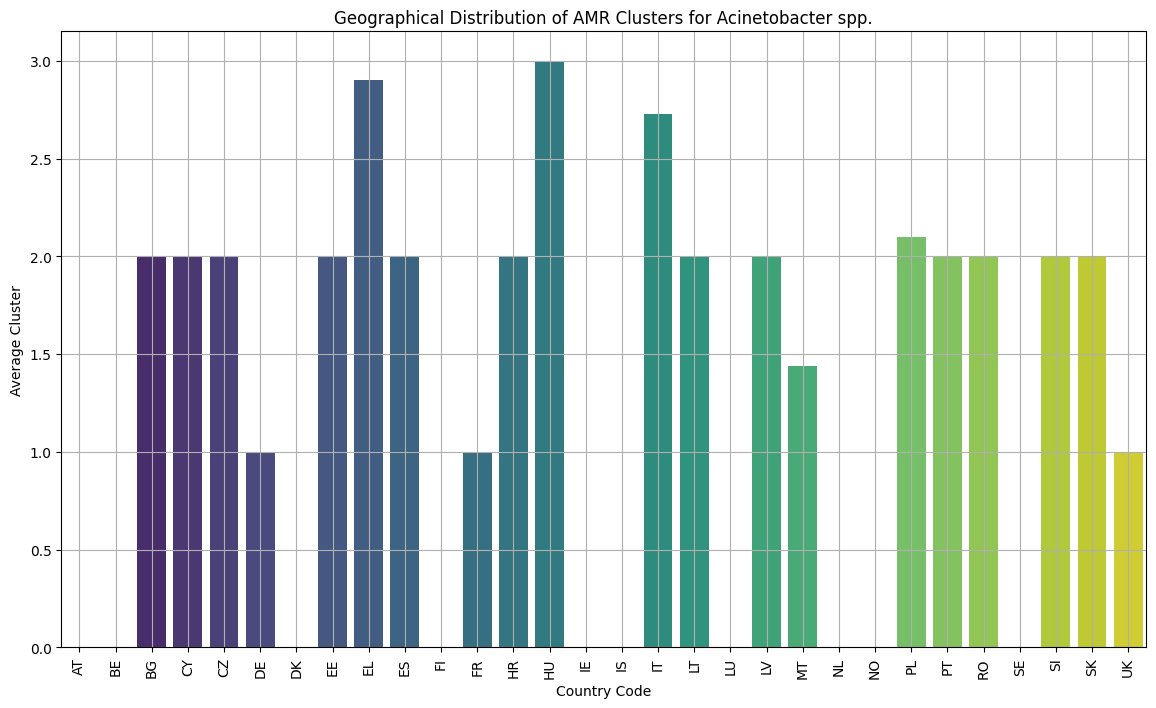 Geographical Distribution of AMR Clusters for Acinetobacter spp.
3.0
2.5
2.0
1.5
1.0
0.5
0.0
Average Cluster
AT BE BG CY CZ DE DK EE EL ES FI FR HR HU IE IS IT LT LU LV MT NL NO PL PT RO SE SI SK UK
Country Code